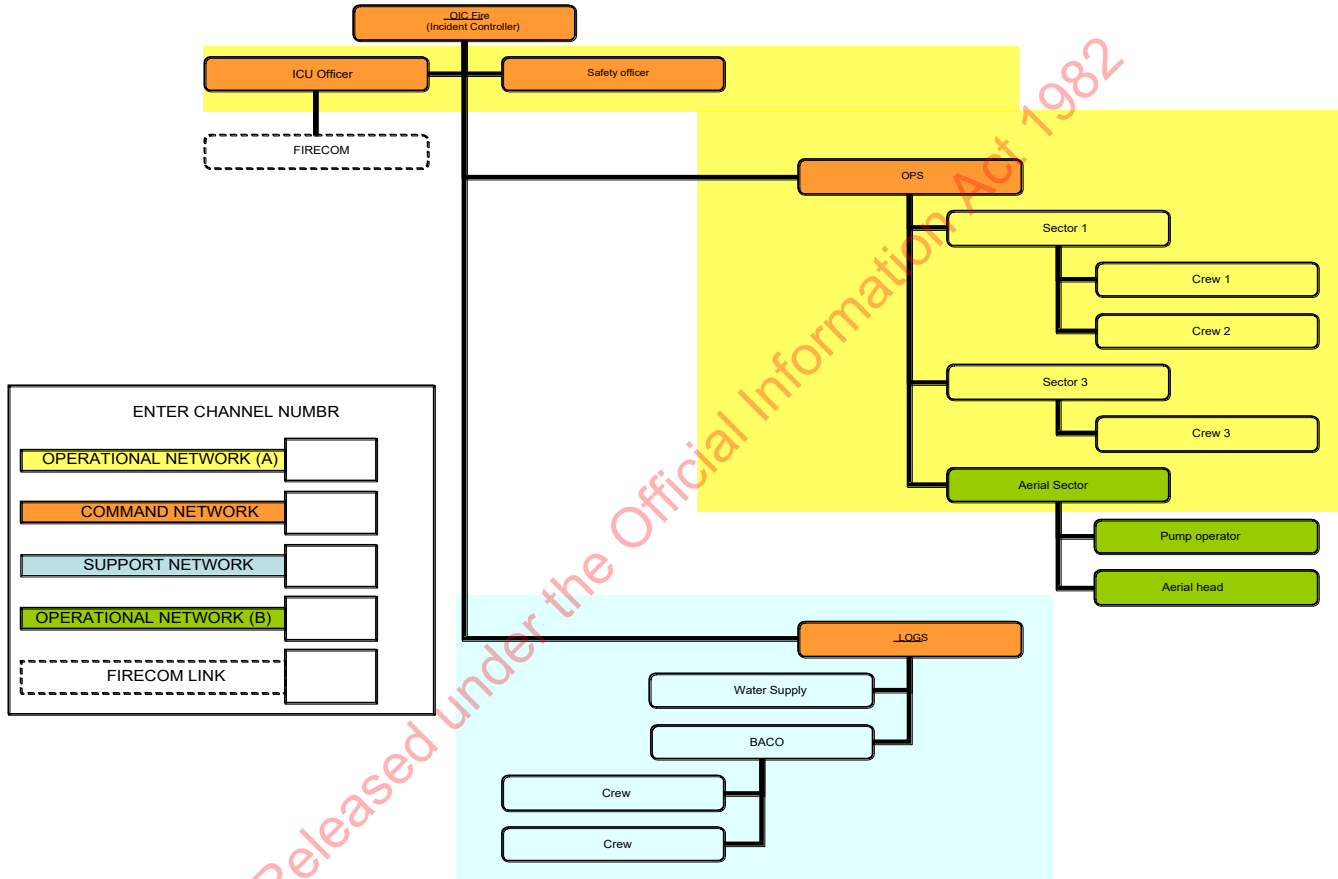 OIC Fire
(Incident Controller)
ICU Officer
Safety officer
FIRECOM
OPS
Sector 1
Crew 1
Crew 2
Sector 3
Crew 3
Aerial Sector
Pump operator
Aerial head
LOGS
Water Supply
BACO
Crew
Crew
ENTER CHANNEL NUMBR
OPERATIONAL NETWORK (A)
COMMAND NETWORK
SUPPORT NETWORK
OPERATIONAL NETWORK (B)
FIRECOM LINK
Released under the Official Information Act 1982